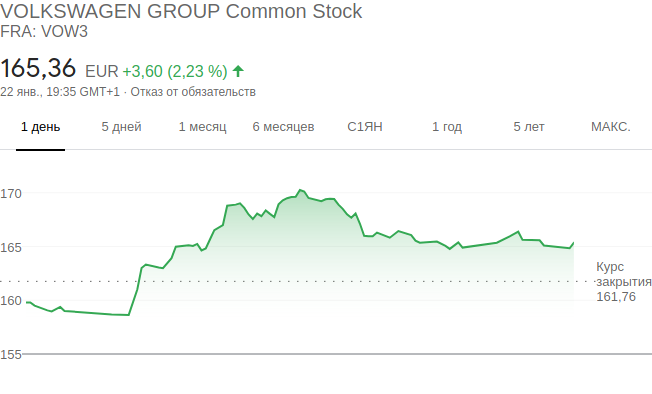 VOLKSWAGEN GROUP Common Stock
FRA: VOW3
165,36 EUR +3,60 (2,23 %)
22 янв., 19:35 GMT+1 · Отказ от обязательств
1 день 5 дней 1 месяц 6 месяцев С1ЯН 1 год 5 лет МАКС.
170
165
Курс
закрытия
161,76
160
155